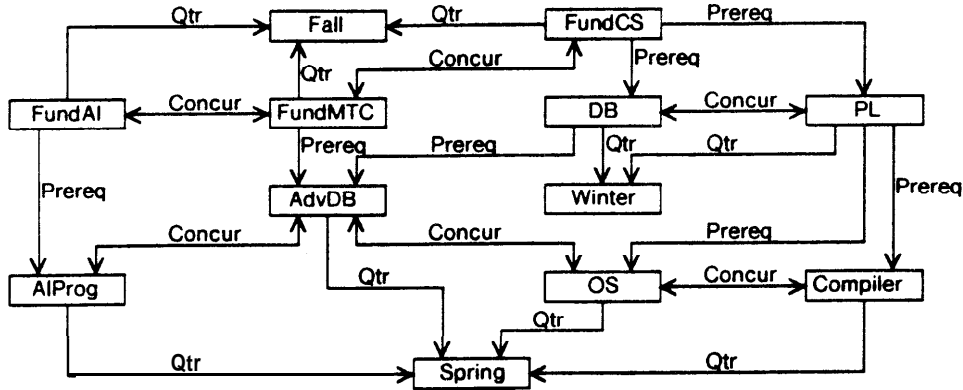 Qtr Fall Qtr FundCS Prereq
Qtr Concur Prereq
FundAI Concur FundMTC DB Concur PL
Prereq Prereq Qtr Qtr
Prereq AdvDB Winter Prereq
Concur Concur Prereq
AIProg Qtr OS Concur Compiler
Qtr
Qtr Spring Qtr